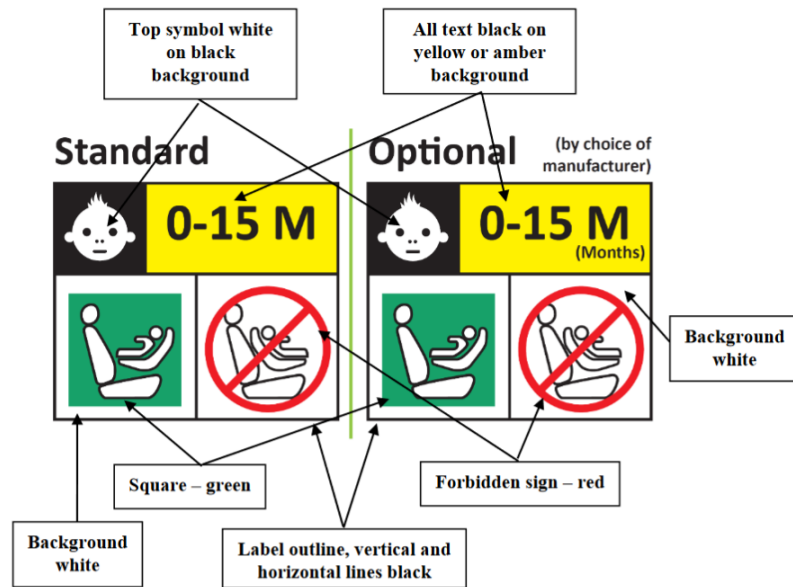 Top symbol white
on black
background
All text black on
yellow or amber
background
Standard
Optional
(by choice of
manufacturer)
0-15 M
0-15 M
(Months)
Background
white
Square – green
Forbidden sign – red
Background
white
Label outline, vertical and
horizontal lines black